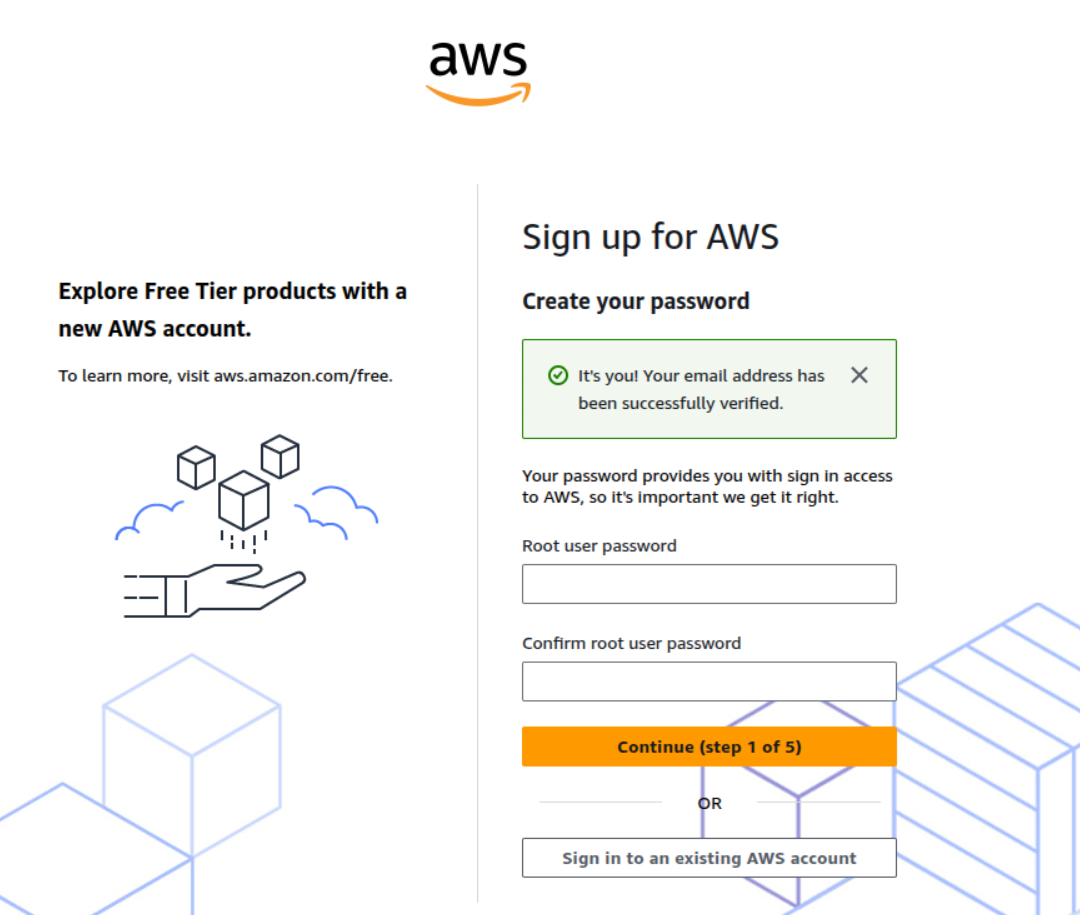 aws
Explore Free Tier products with a
new AWS account.
To learn more, visit aws.amazon.com/free.
Sign up for AWS
Create your password
It's you! Your email address has
been successfully verified.
Your password provides you with sign in access
to AWS, so it's important we get it right.
Root user password
Confirm root user password
Continue (step 1 of 5)
OR
Sign in to an existing AWS account